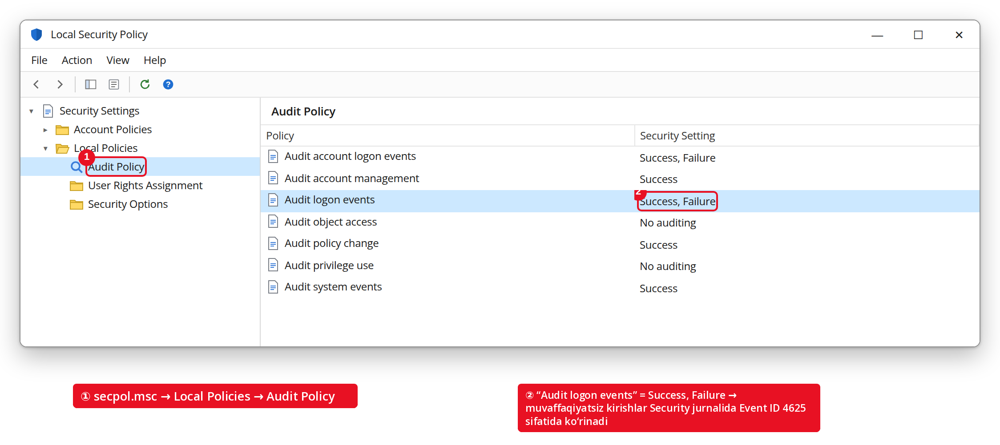 Local Security Policy
File Action View Help
Security Settings
Account Policies
Local Policies
1
Audit Policy
User Rights Assignment
Security Options
Audit Policy
Policy Security Setting
Audit account logon events Success, Failure
Audit account management Success
2
Audit logon events Success, Failure
Audit object access No auditing
Audit policy change Success
Audit privilege use No auditing
Audit system events Success
① secpol.msc → Local Policies → Audit Policy
② “Audit logon events” = Success, Failure →
muvaffaqiyatsiz kirishlar Security jurnalida Event ID 4625
sifatida ko‘rinadi